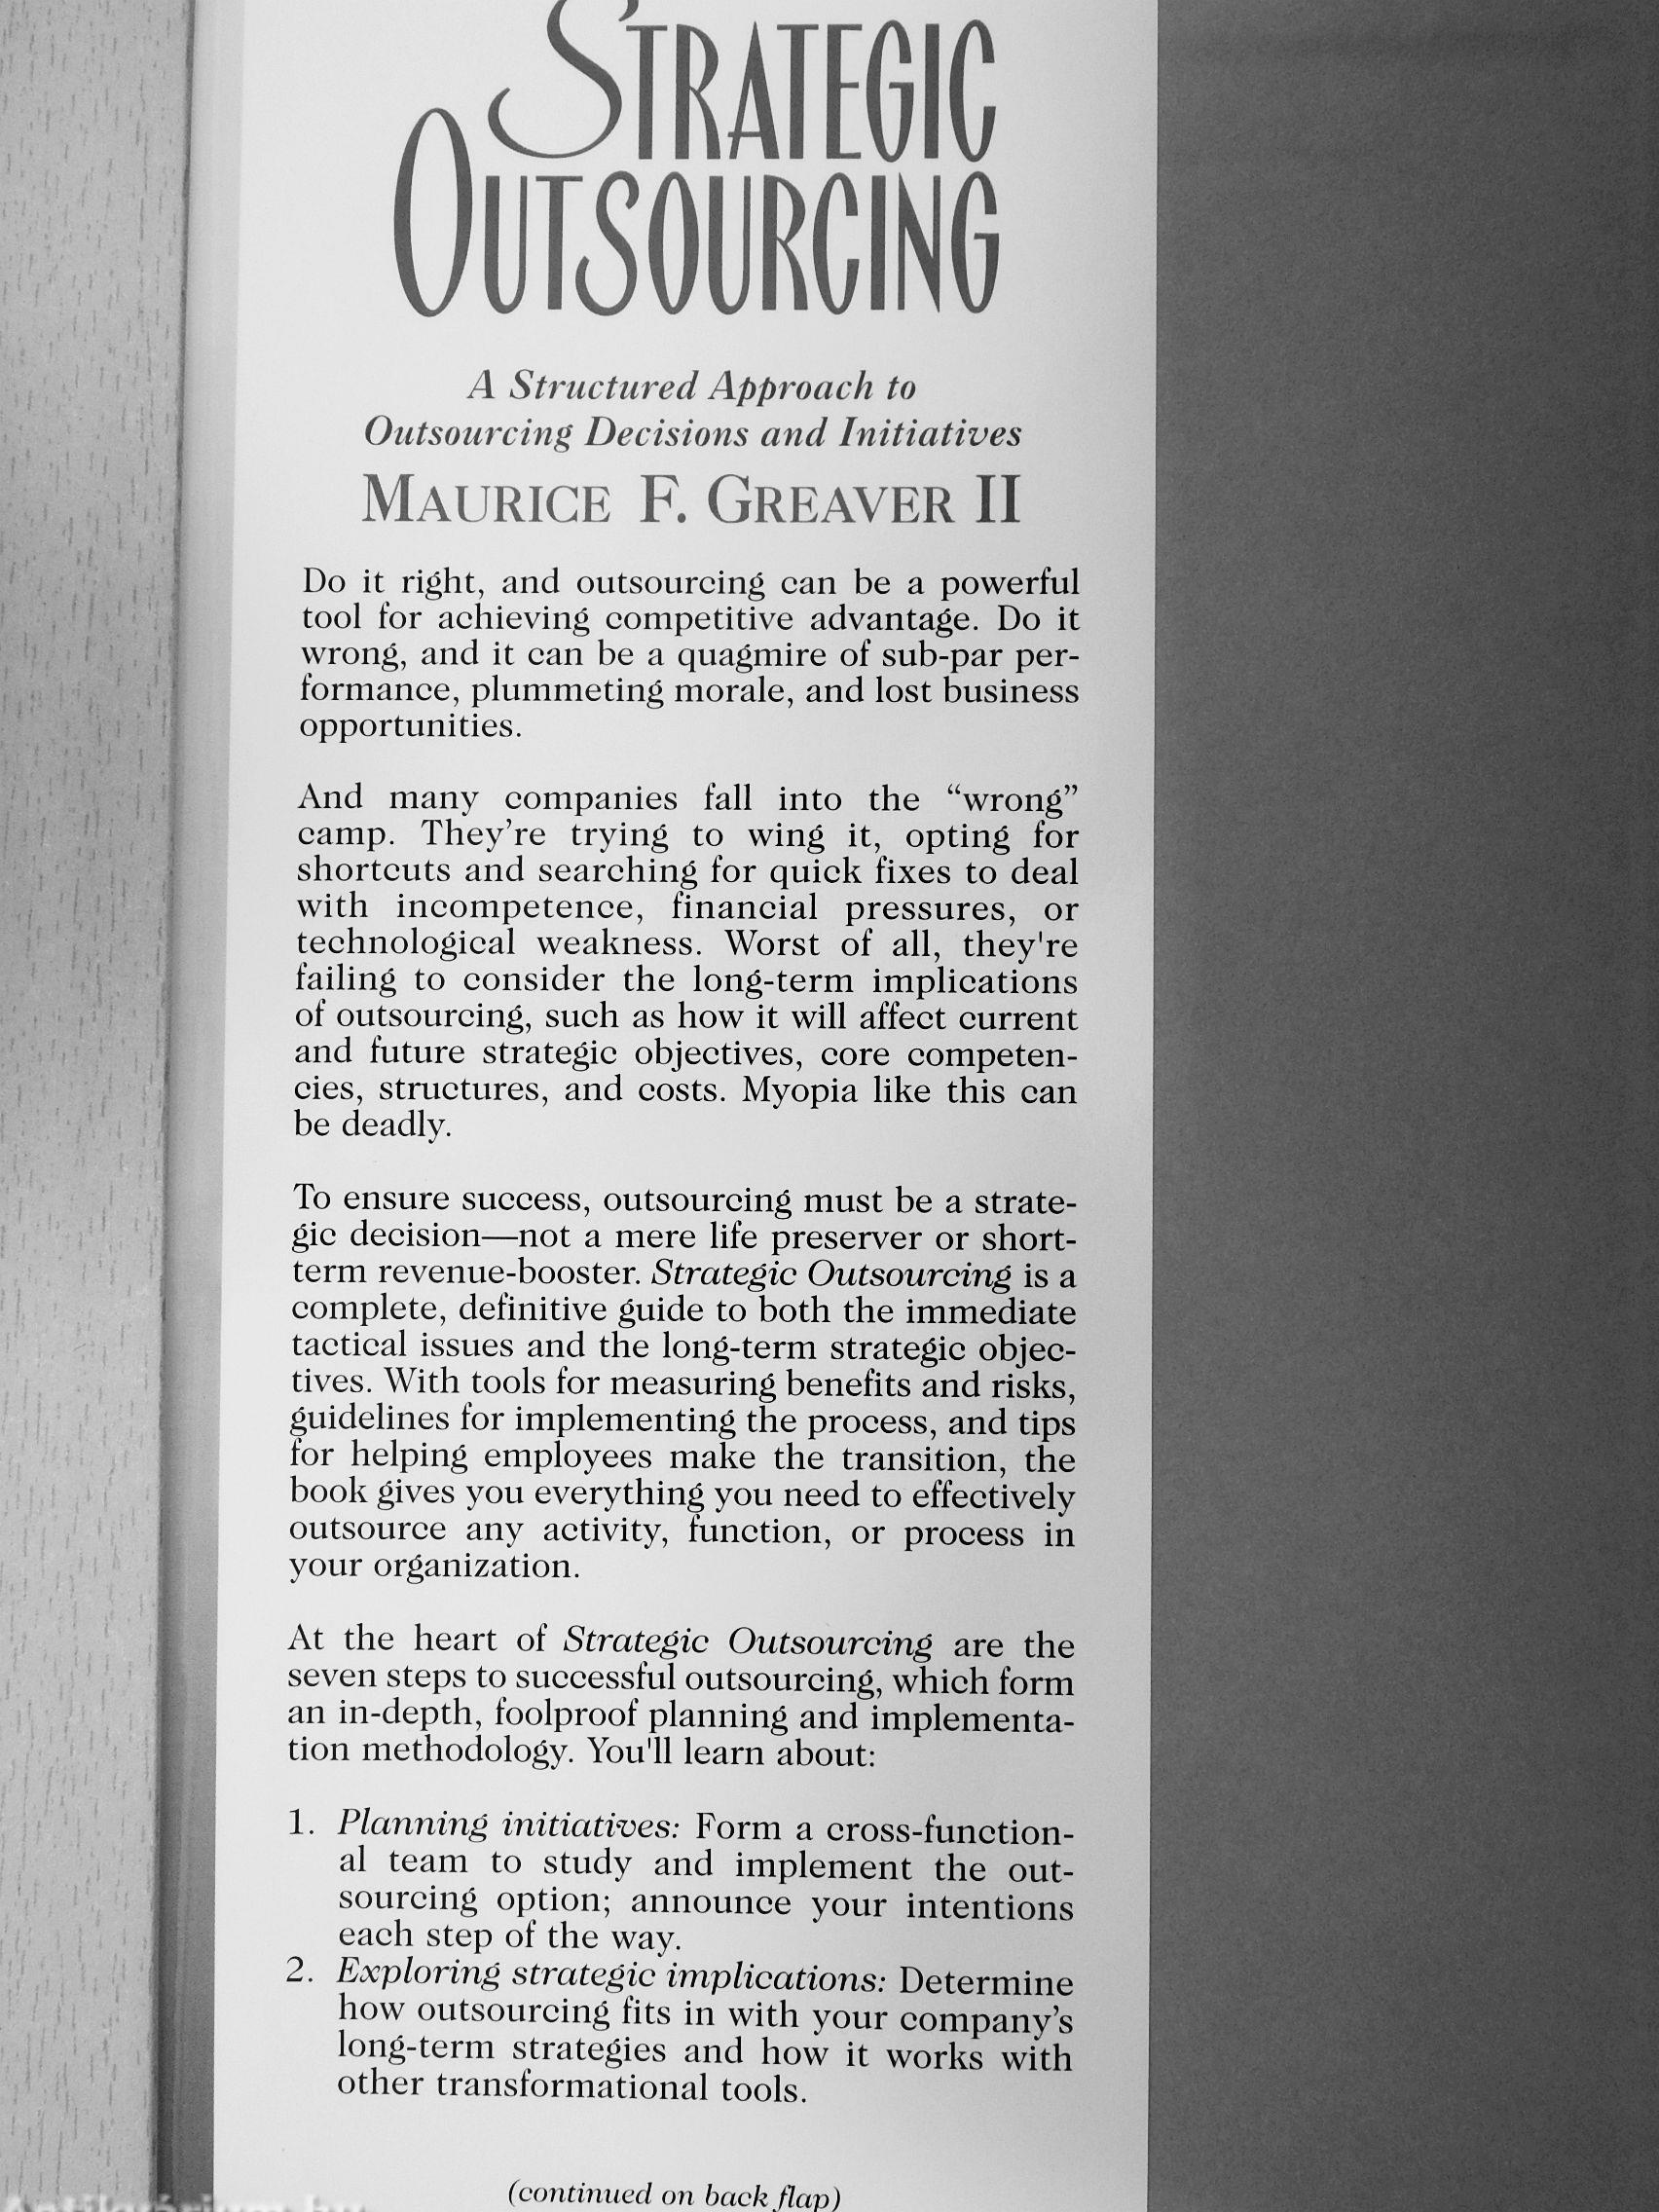 STRATEGIC
OUTSOURCING
A Structured Approach to
Outsourcing Decisions and Initiatives
MAURICE F. GREAVER II
Do it right, and outsourcing can be a powerful
tool for achieving competitive advantage. Do it
wrong, and it can be a quagmire of sub-par per-
formance, plummeting morale, and lost business
opportunities.
And many companies fall into the “wrong”
camp. They’re trying to wing it, opting for
shortcuts and searching for quick fixes to deal
with incompetence, financial pressures, or
technological weakness. Worst of all, they're
failing to consider the long-term implications
of outsourcing, such as how it will affect current
and future strategic objectives, core competen-
cies, structures, and costs. Myopia like this can
be deadly.
To ensure success, outsourcing must be a strate-
gic decision—not a mere life preserver or short-
term revenue-booster. Strategic Outsourcing is a
complete, definitive guide to both the immediate
tactical issues and the long-term strategic objec-
tives. With tools for measuring benefits and risks,
guidelines for implementing the process, and tips
for helping employees make the transition, the
book gives you everything you need to effectively
outsource any activity, function, or process in
your organization.
At the heart of Strategic Outsourcing are the
seven steps to successful outsourcing, which form
an in-depth, foolproof planning and implementa-
tion methodology. You'll learn about:
1. Planning initiatives: Form a cross-function-
al team to study and implement the out-
sourcing option; announce your intentions
each step of the way.
2. Exploring strategic implications: Determine
how outsourcing fits in with your company’s
long-term strategies and how it works with
other transformational tools.
(continued on back flap)